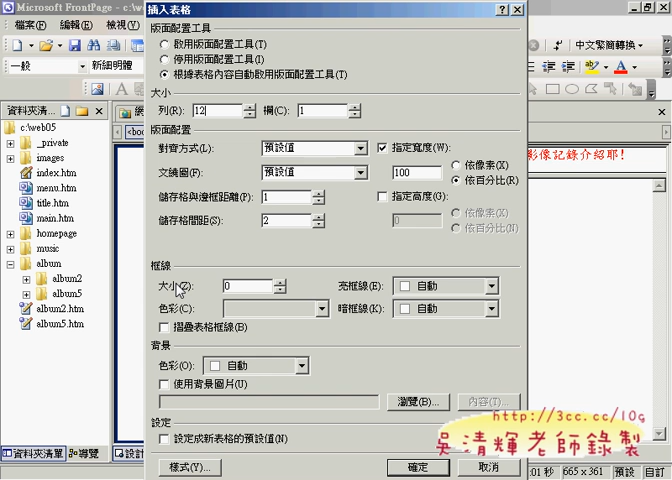 Microsoft FrontPage - c:\w
檔案(F) 編輯(E) 檢視(V)
中文繁簡轉換
一般 新細明體
資料夾清單
c:\web05
_private
images
index.htm
menu.htm
title.htm
main.htm
homepage
music
album
album2
album5
album2.htm
album5.htm
資料夾清單 導覽
<bo
影像記錄介紹耶!
插入表格
版面配置工具
啟用版面配置工具(T)
停用版面配置工具(I)
根據表格內容自動啟用版面配置工具(T)
大小
列(R): 12 欄(C): 1
版面配置
對齊方式(L): 預設值 指定寬度(W):
文繞圖(F): 預設值 100 依像素(X)
依百分比(R)
儲存格與邊框距離(P): 1 指定高度(G):
儲存格間距(S): 2 0 依像素(X)
依百分比(N)
框線
大小(Z): 0 亮框線(E): 自動
色彩(C): 暗框線(K): 自動
摺疊表格框線(B)
背景
色彩(O): 自動
使用背景圖片(U)
瀏覽(B)... 內容(T)...
設定
設定成新表格的預設值(N)
樣式(Y)... 確定 取消
http://3cc.cc/10g
吳清輝老師錄製
:01 秒 665 x 361 預設 自訂